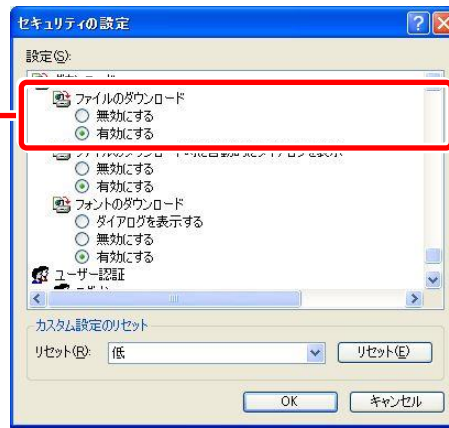 セキュリティの設定
設定(S):
ファイルのダウンロード
無効にする
有効にする
無効にする
有効にする
フォントのダウンロード
ダイアログを表示する
無効にする
有効にする
ユーザー認証
カスタム設定のリセット
リセット(R):
低
リセット(E)
OK
キャンセル